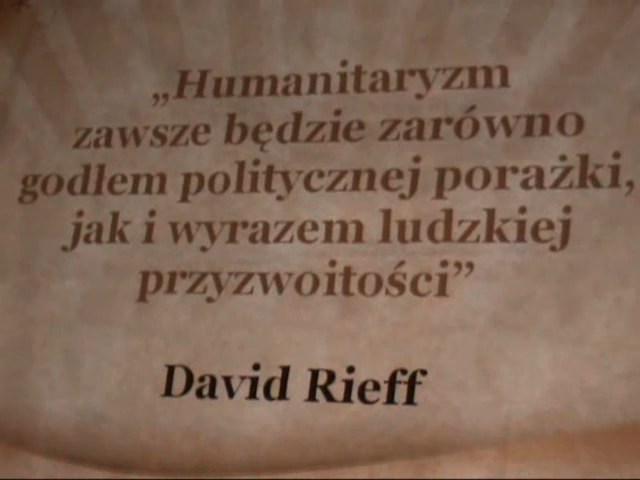 „Humanitaryzm
zawsze będzie zarówno
godłem politycznej porażki,
jak i wyrazem ludzkiej
przyzwoitości”
David Rieff